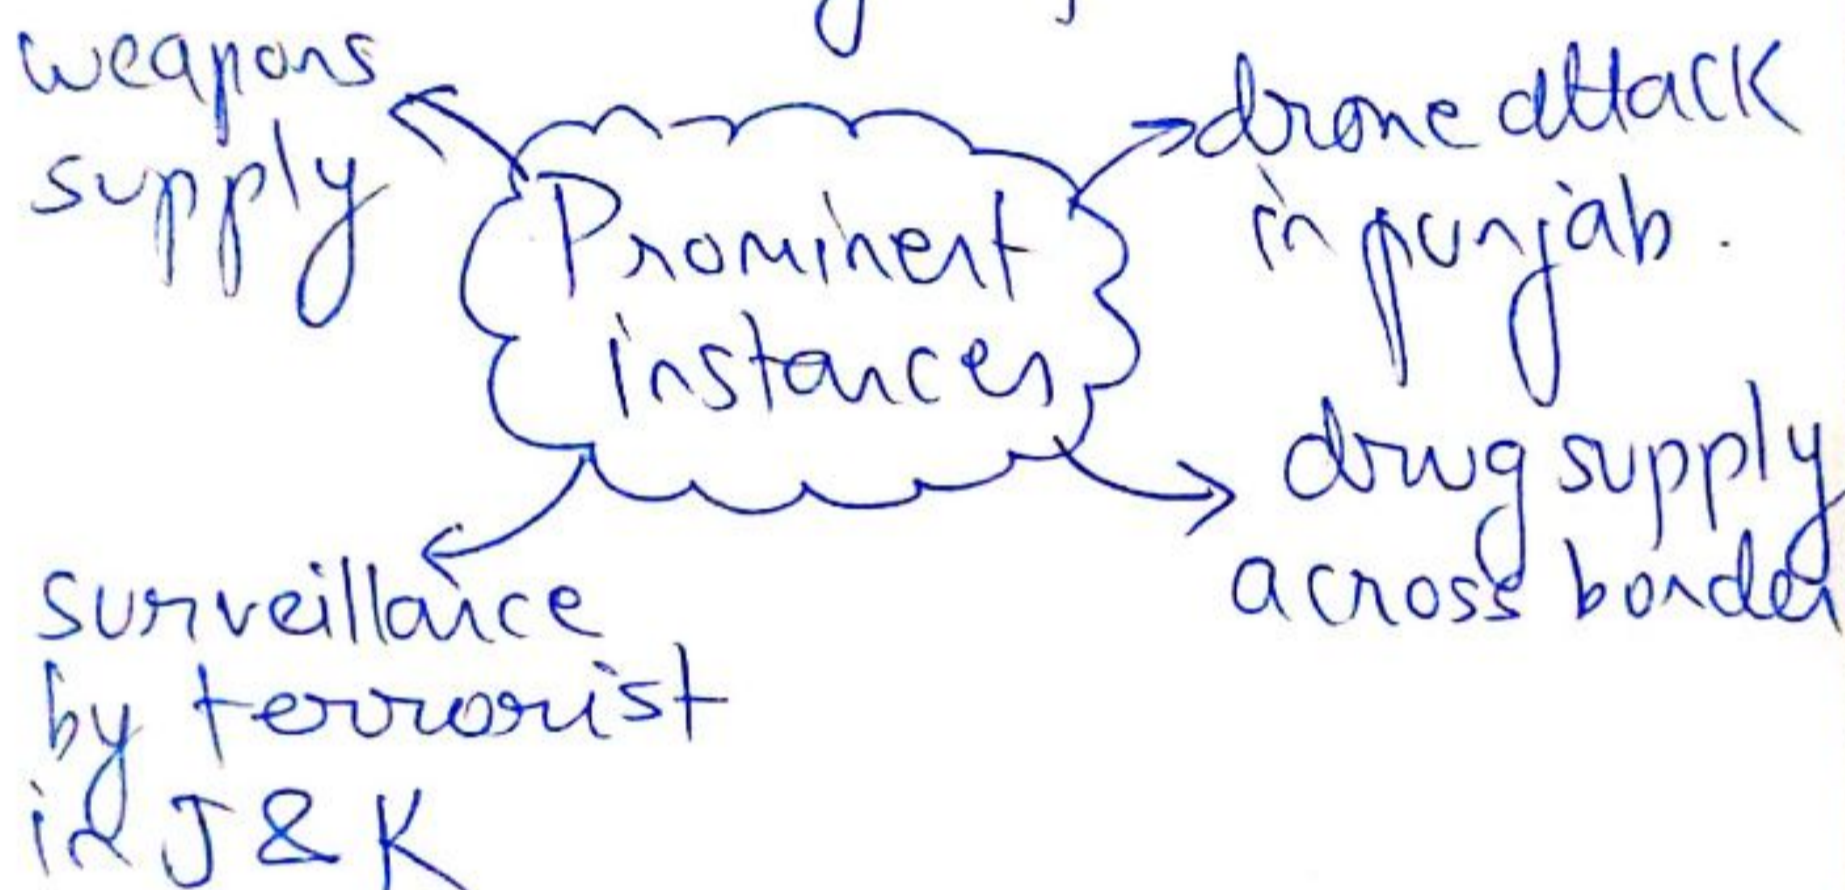 weapons
supply
Prominent
instances
drone attack
in punjab.
drug supply
across border
surveillance
by terrorist
in J & K